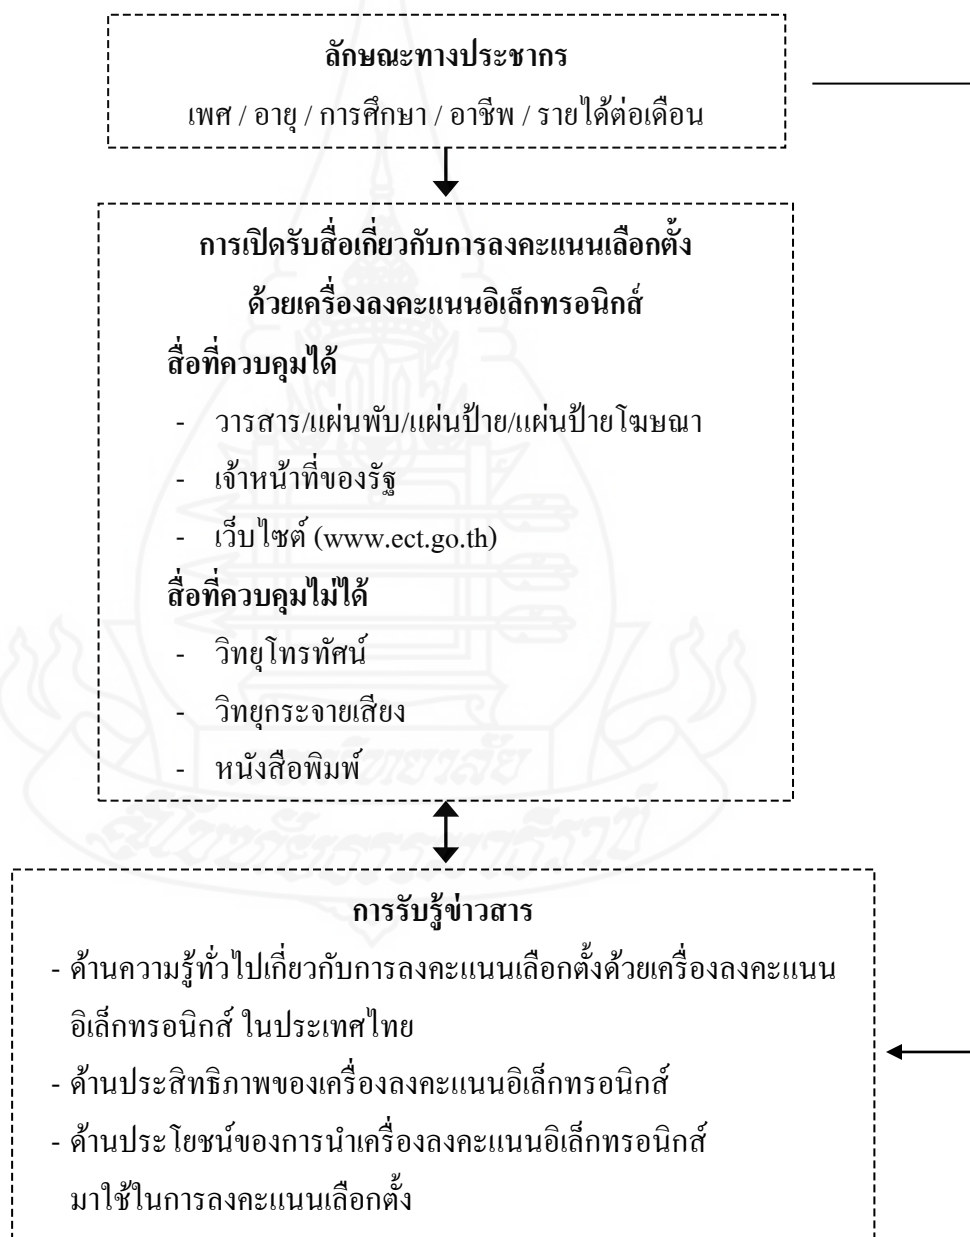 ลักษณะทางประชากร
เพศ / อายุ / การศึกษา / อาชีพ / รายได้ต่อเดือน
การเปิดรับสื่อเกี่ยวกับการลงคะแนนเลือกตั้ง
ด้วยเครื่องลงคะแนนอิเล็กทรอนิกส์
สื่อที่ควบคุมได้
- วารสาร/แผ่นพับ/แผ่นป้าย/แผ่นป้ายโฆษณา
- เจ้าหน้าที่ของรัฐ
- เว็บไซต์ (www.ect.go.th)
สื่อที่ควบคุมไม่ได้
- วิทยุโทรทัศน์
- วิทยุกระจายเสียง
- หนังสือพิมพ์
การรับรู้ข่าวสาร
- ด้านความรู้ทั่วไปเกี่ยวกับการลงคะแนนเลือกตั้งด้วยเครื่องลงคะแนน
อิเล็กทรอนิกส์ ในประเทศไทย
- ด้านประสิทธิภาพของเครื่องลงคะแนนอิเล็กทรอนิกส์
- ด้านประโยชน์ของการนำเครื่องลงคะแนนอิเล็กทรอนิกส์
มาใช้ในการลงคะแนนเลือกตั้ง